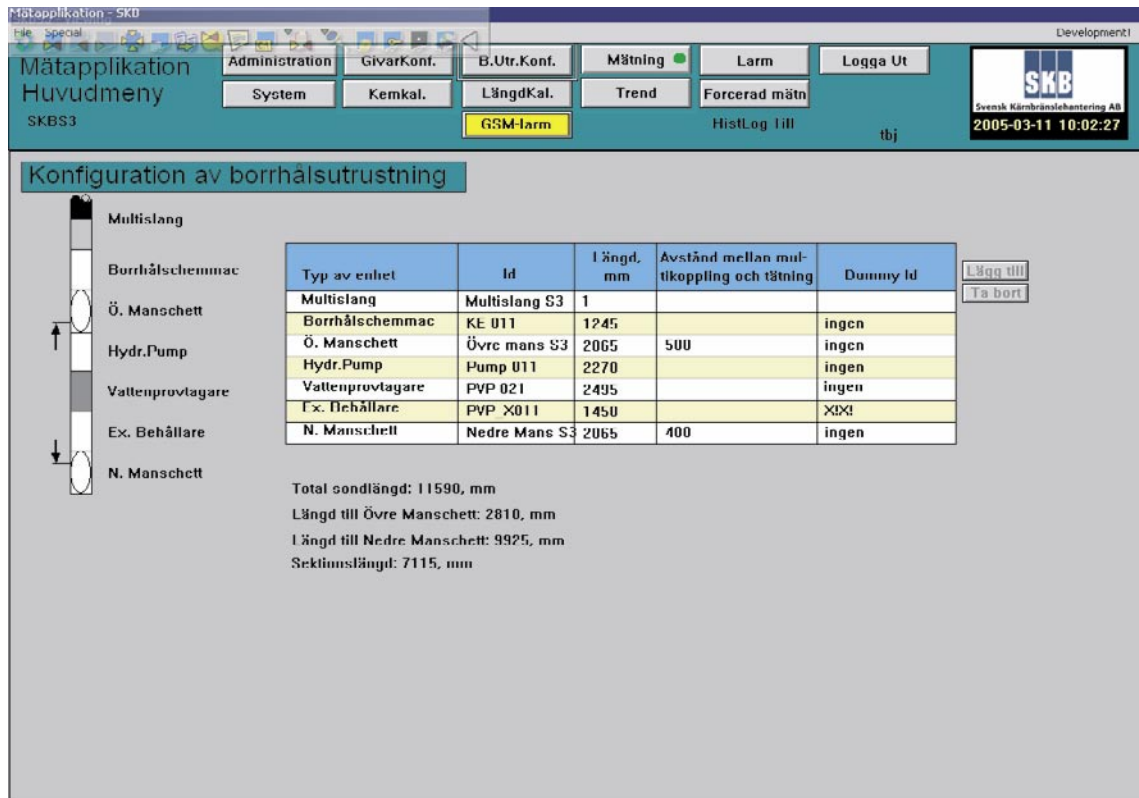 Mätapplikation - SKB
File Special
Development!
Mätapplikation
Huvudmeny
SKBS3
Administration GivarKonf. B.Utr.Konf. Mätning Larm Logga Ut
System Kemkal. LängdKal. Trend Forcerad mätn
GSM-larm HistLog Till tbj
SKB
Svensk Kärnbränslehantering AB
2005-03-11 10:02:27
Konfiguration av borrhålsutrustning
Multislang
Borrhålschemmac
Ö. Manschett
Hydr.Pump
Vattenprovtagare
Ex. Behållare
N. Manschett
Typ av enhet Id Längd, mm Avstånd mellan multikoppling och tätning Dummy Id
Multislang Multislang S3 1
Borrhålschemmac KE 011 1245 ingen
Ö. Manschett Övre mans S3 2065 500 ingen
Hydr.Pump Pump 011 2270 ingen
Vattenprovtagare PVP 021 2495 ingen
Ex. Behållare PVP_X011 1450 X!X!
N. Manschett Nedre Mans S3 2065 400 ingen
Lägg till
Ta bort
Total sondlängd: 11590, mm
Längd till Övre Manschett: 2810, mm
Längd till Nedre Manschett: 9925, mm
Sektionslängd: 7115, mm